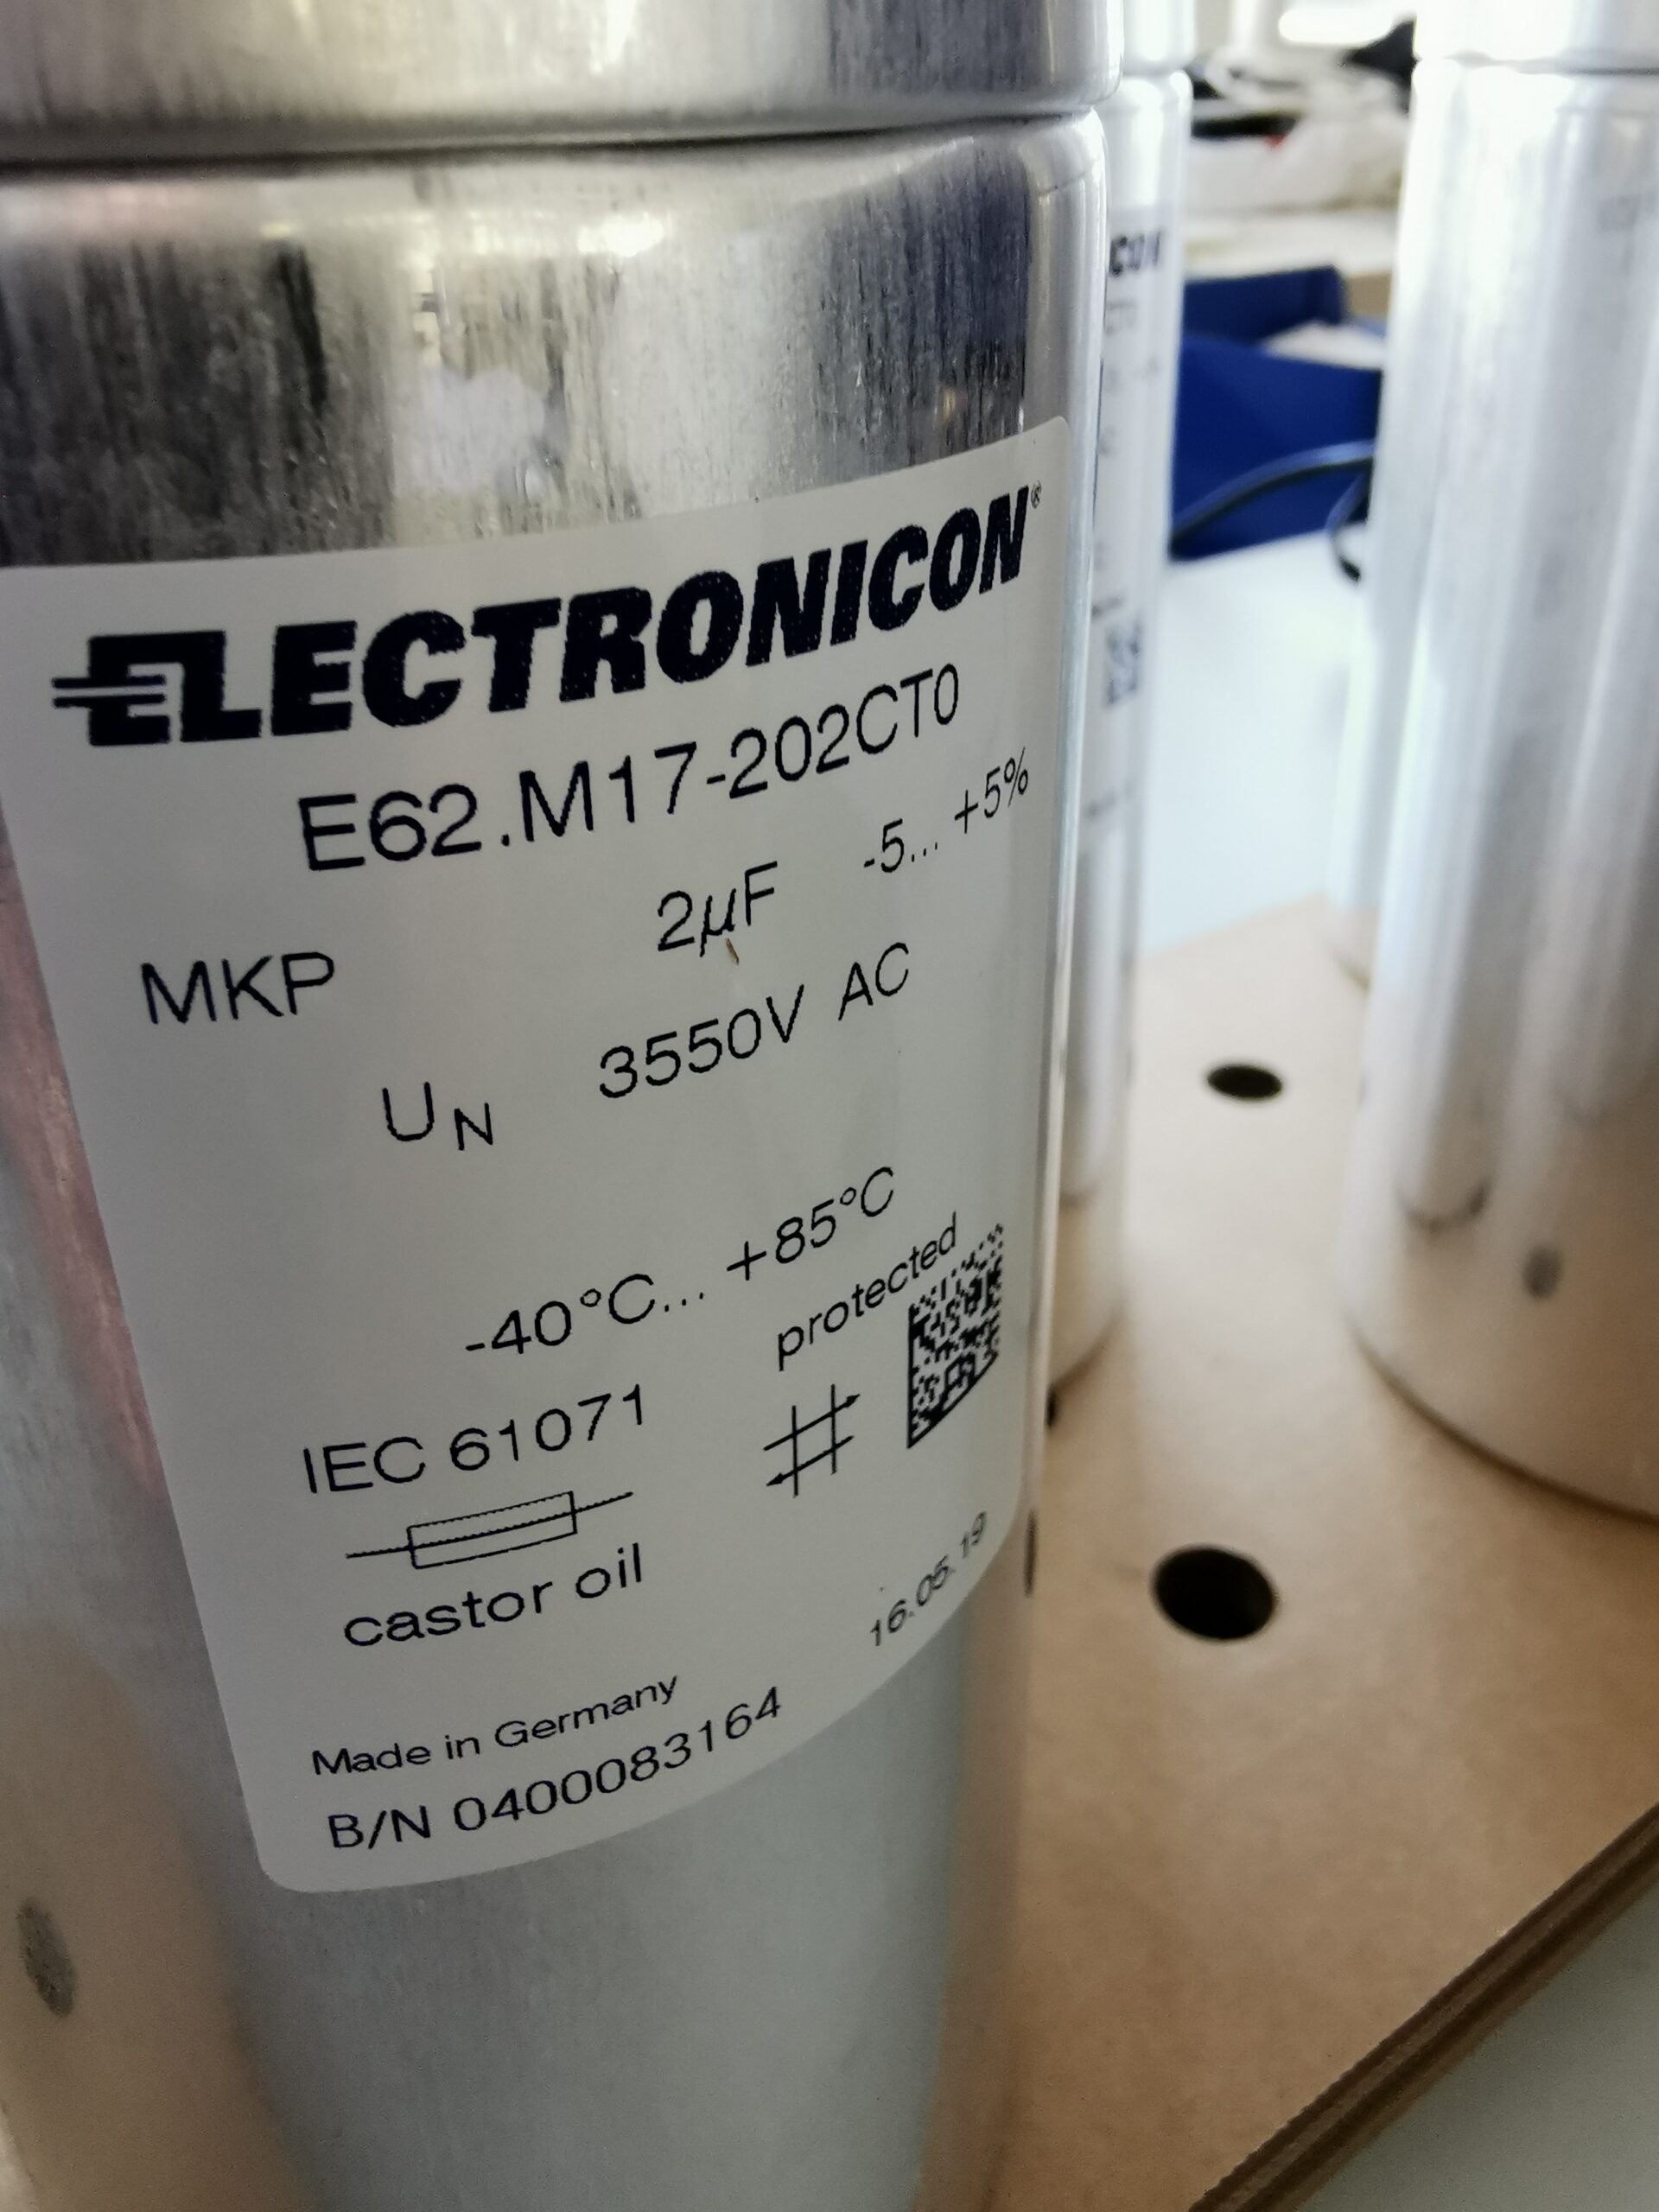 ELECTRONICON®
E62.M17-202CT0
MKP 2µF -5... +5%
UN 3550V AC
-40°C... +85°C
IEC 61071 protected
castor oil
16.05.19
Made in Germany
B/N 0400083164
CON